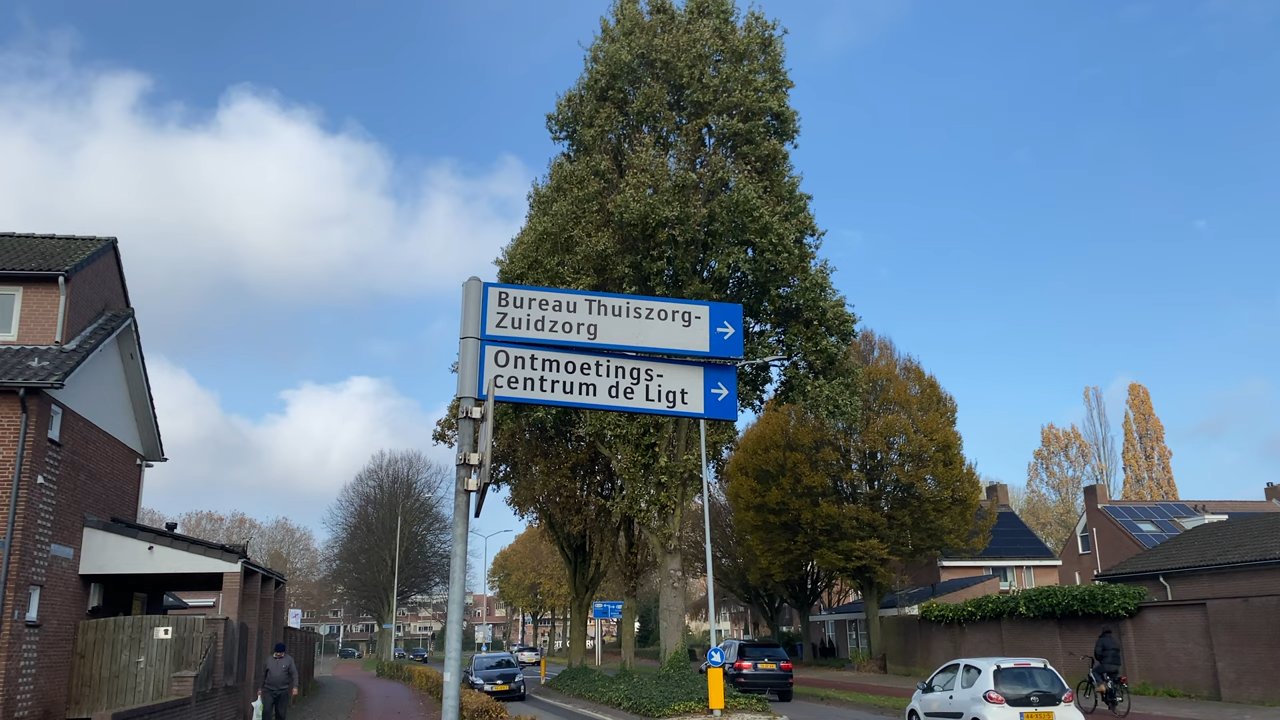 Bureau Thuiszorg-
Zuidzorg
Ontmoetings-
centrum de Ligt